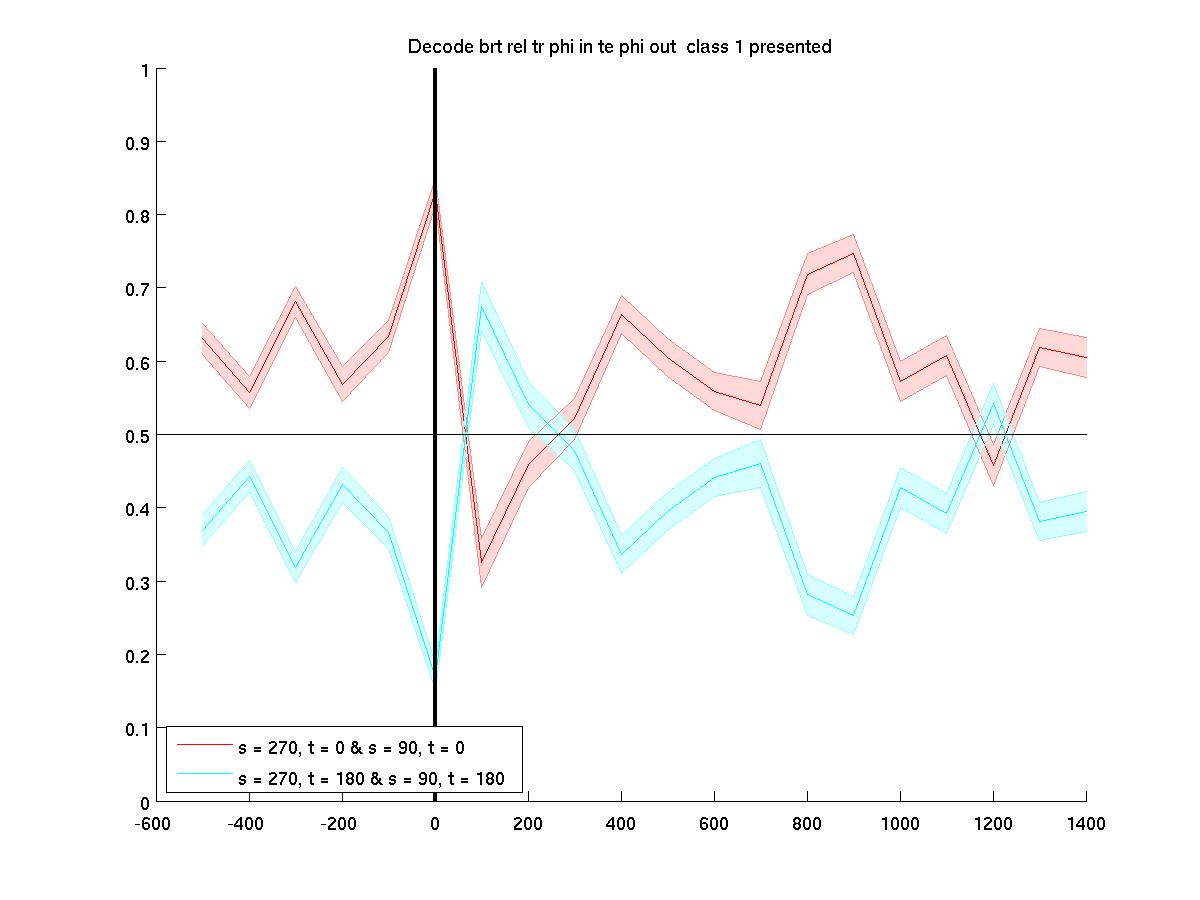 Decode brt rel tr phi in te phi out  class 1 presented
1
0.9
0.8
0.7
0.6
0.5
0.4
0.3
0.2
0.1
0
s = 270, t = 0 & s = 90, t = 0
s = 270, t = 180 & s = 90, t = 180
-600 -400 -200 0 200 400 600 800 1000 1200 1400